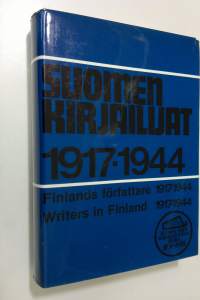 SUOMEN
KIRJAILIJAT
1917-1944
Finlands författare 1917-1944
Writers in Finland 1917-1944